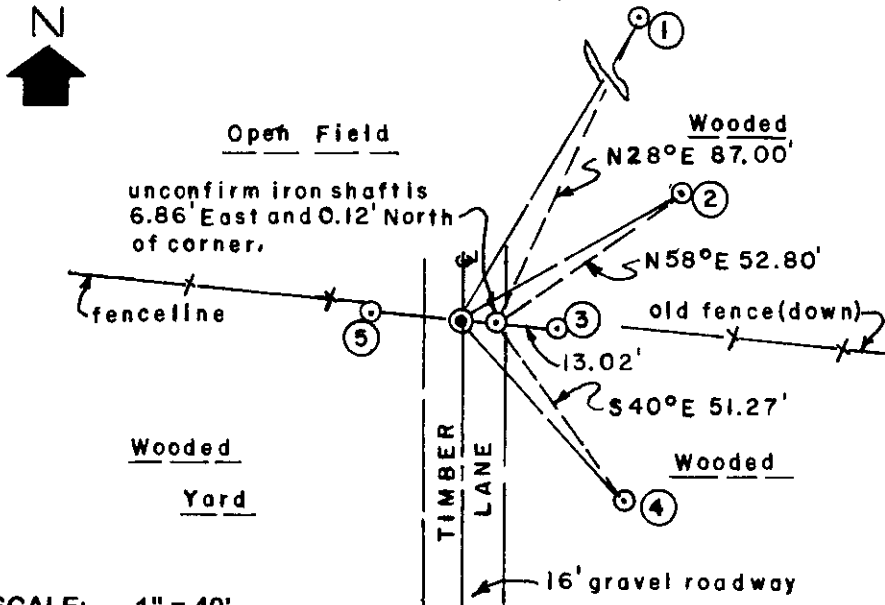 N
1
Open Field
Wooded
N28°E 87.00'
unconfirm iron shaft is
6.86' East and 0.12' North
of corner.
2
N58°E 52.80'
℄
fenceline
old fence(down)
5
3
13.02'
S40°E 51.27'
Wooded
Yard
TIMBER
LANE
Wooded
4
16' gravel roadway
SCALE: 1" = 40'